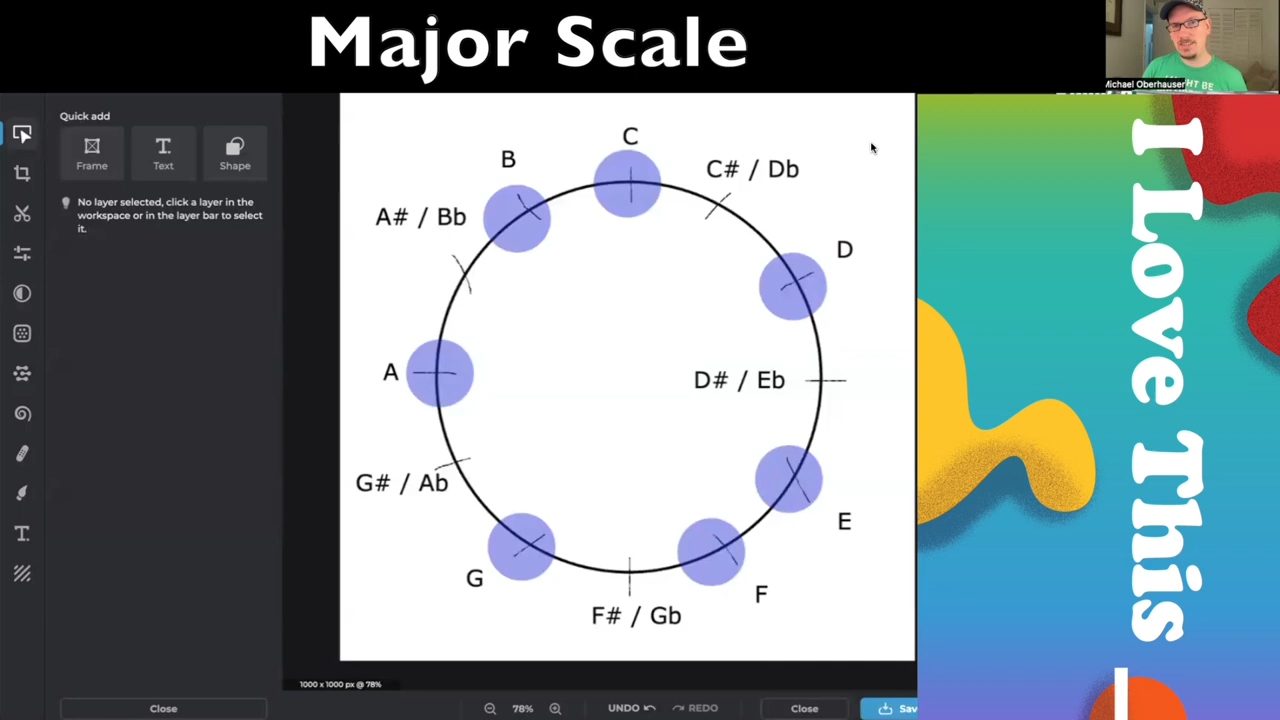 Major Scale
Michael Oberhauser
Quick add
Frame
Text
Shape
No layer selected, click a layer in the
workspace or in the layer bar to select
it.
C
B
C# / Db
A# / Bb
D
A
D# / Eb
G# / Ab
E
G
F
F# / Gb
1000 x 1000 px @ 78%
Close
78%
UNDO
REDO
Close
Sav
I Love This